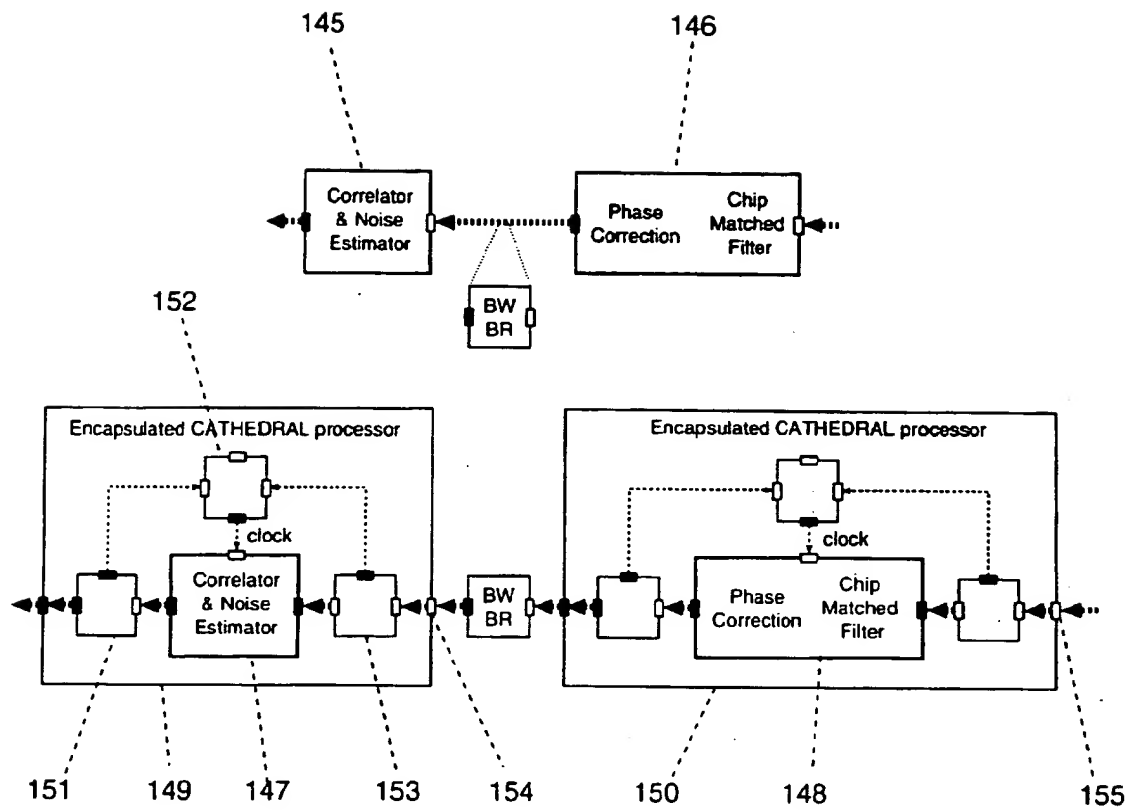 145
146
Correlator
& Noise
Estimator
Phase
Correction
Chip
Matched
Filter
BW
BR
152
Encapsulated CATHEDRAL processor
Encapsulated CATHEDRAL processor
clock
clock
Correlator
& Noise
Estimator
BW
BR
Phase
Correction
Chip
Matched
Filter
151
149
147
153
154
150
148
155